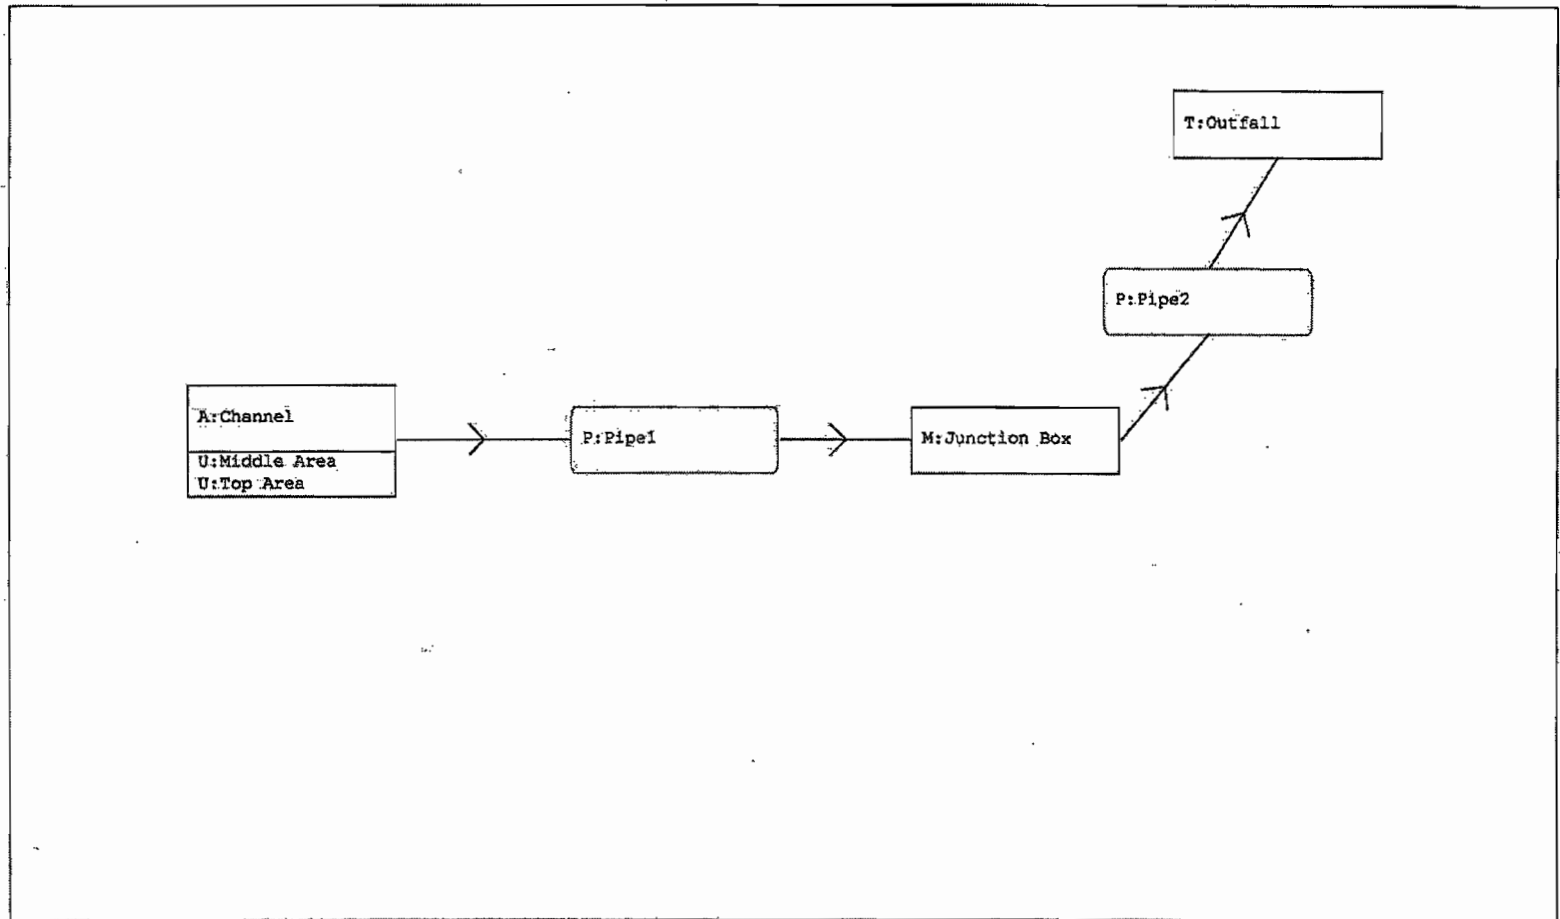 T:Outfall
P:Pipe2
A:Channel
U:Middle Area
U:Top Area
P:Pipe1
M:Junction Box